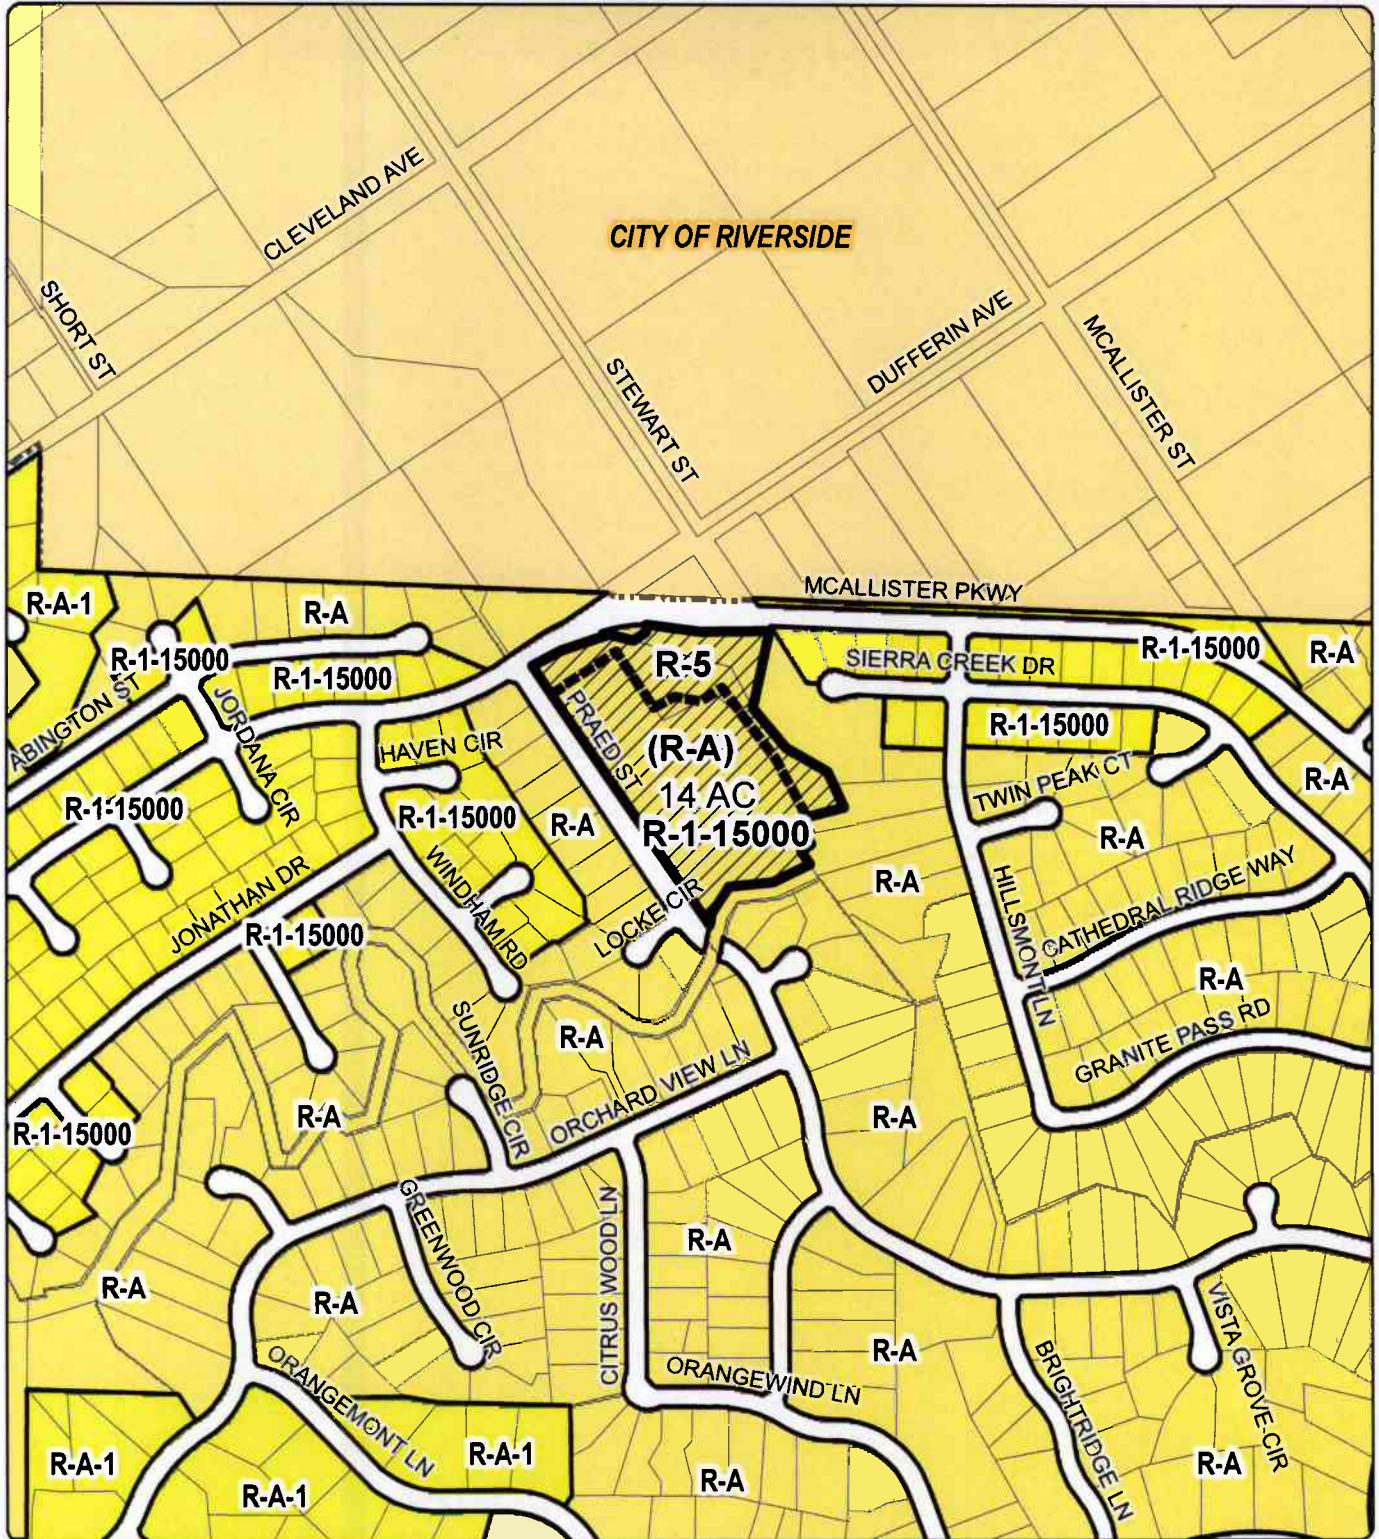 CLEVELAND AVE
CITY OF RIVERSIDE
SHORT ST
STEWART ST
DUFFERIN AVE
MCALLISTER ST
MCALLISTER PKWY
R-A-1
R-A
R-1-15000
R-1-15000
R-5
SIERRA CREEK DR
R-1-15000
R-A
ABINGTON ST
JORDANA CIR
PRAED ST
HAVEN CIR
(R-A)
14 AC
R-1-15000
R-1-15000
TWIN PEAK CT
R-A
R-1-15000
R-1-15000
R-A
R-A
JONATHAN DR
WINDHAM RD
LOCKE CIR
R-A
HILLSMONT LN
CATHEDRAL RIDGE WAY
R-1-15000
R-A
SUNRIDGE CIR
R-A
ORCHARD VIEW LN
GRANITE PASS RD
R-1-15000
R-A
R-A
GREENWOOD CIR
CITRUS WOOD LN
R-A
R-A
R-A
VISTA GROVE CIR
ORANGEMONT LN
ORANGEWIND LN
R-A
BRIGHTRIDGE LN
R-A-1
R-A-1
R-A-1
R-A
R-A